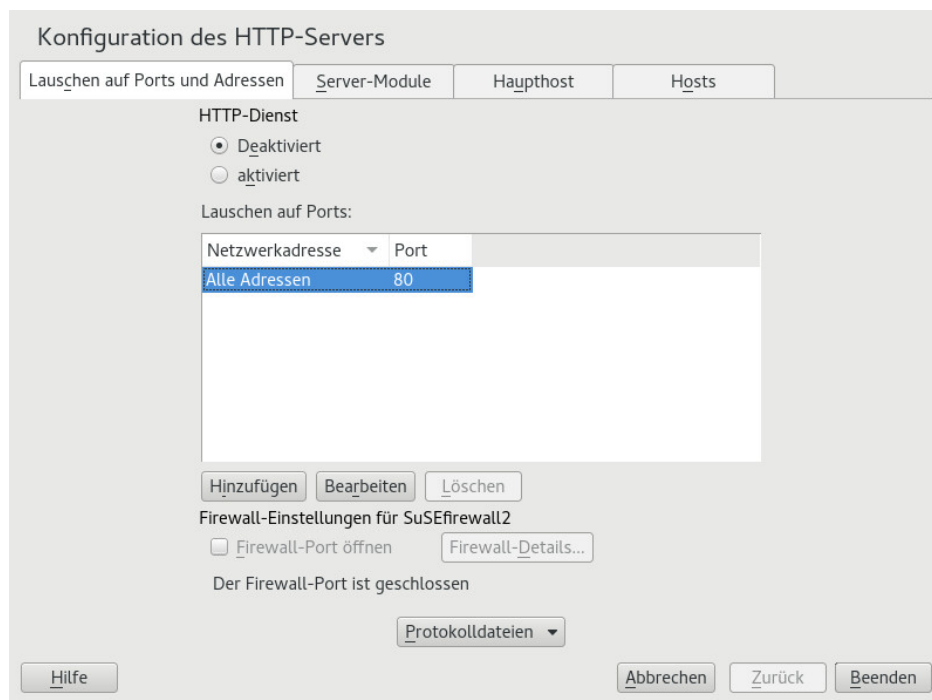 Konfiguration des HTTP-Servers
Lauschen auf Ports und Adressen Server-Module Haupthost Hosts
HTTP-Dienst
Deaktiviert
aktiviert
Lauschen auf Ports:
Netzwerkadresse Port
Alle Adressen 80
Hinzufügen Bearbeiten Löschen
Firewall-Einstellungen für SuSEfirewall2
Firewall-Port öffnen Firewall-Details...
Der Firewall-Port ist geschlossen
Protokolldateien
Hilfe Abbrechen Zurück Beenden